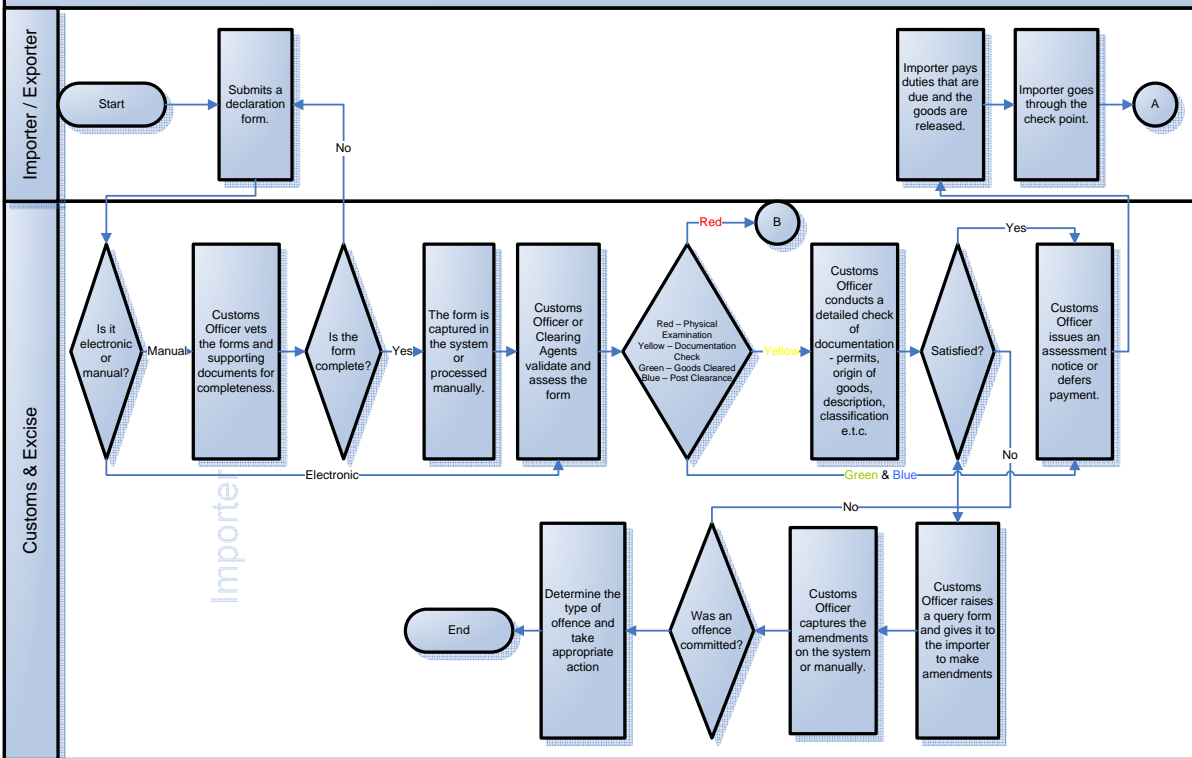 Importer / Exporter
Start
Submits a
declaration
form.
No
Importer pays
duties that are
due and the
goods are
released.
Importer goes
through the
check point.
A
Customs & Excise
Is it
electronic
or
manual?
Manual
Customs
Officer vets
the forms and
supporting
documents for
completeness.
Is the
form
complete?
Yes
The form is
captured in
the system
or
processed
manually.
Customs
Officer or
Clearing
Agents
validate and
assess the
form
Red – Physical
Examination
Yellow – Documentation
Check
Green – Goods Cleared
Blue – Post Clearance
Red
B
Yellow
Customs
Officer
conducts a
detailed check
of
documentation
- permits,
origin of
goods,
description,
classification
e.t.c.
Satisfied?
Yes
Customs
Officer
issues an
assessment
notice or
defers
payment.
No
Electronic
Green & Blue
Importer
No
End
Determine the
type of
offence and
take
appropriate
action
Was an
offence
committed?
Customs
Officer
captures the
amendments
on the system
or manually.
Customs
Officer raises
a query form
and gives it to
the importer
to make
amendments